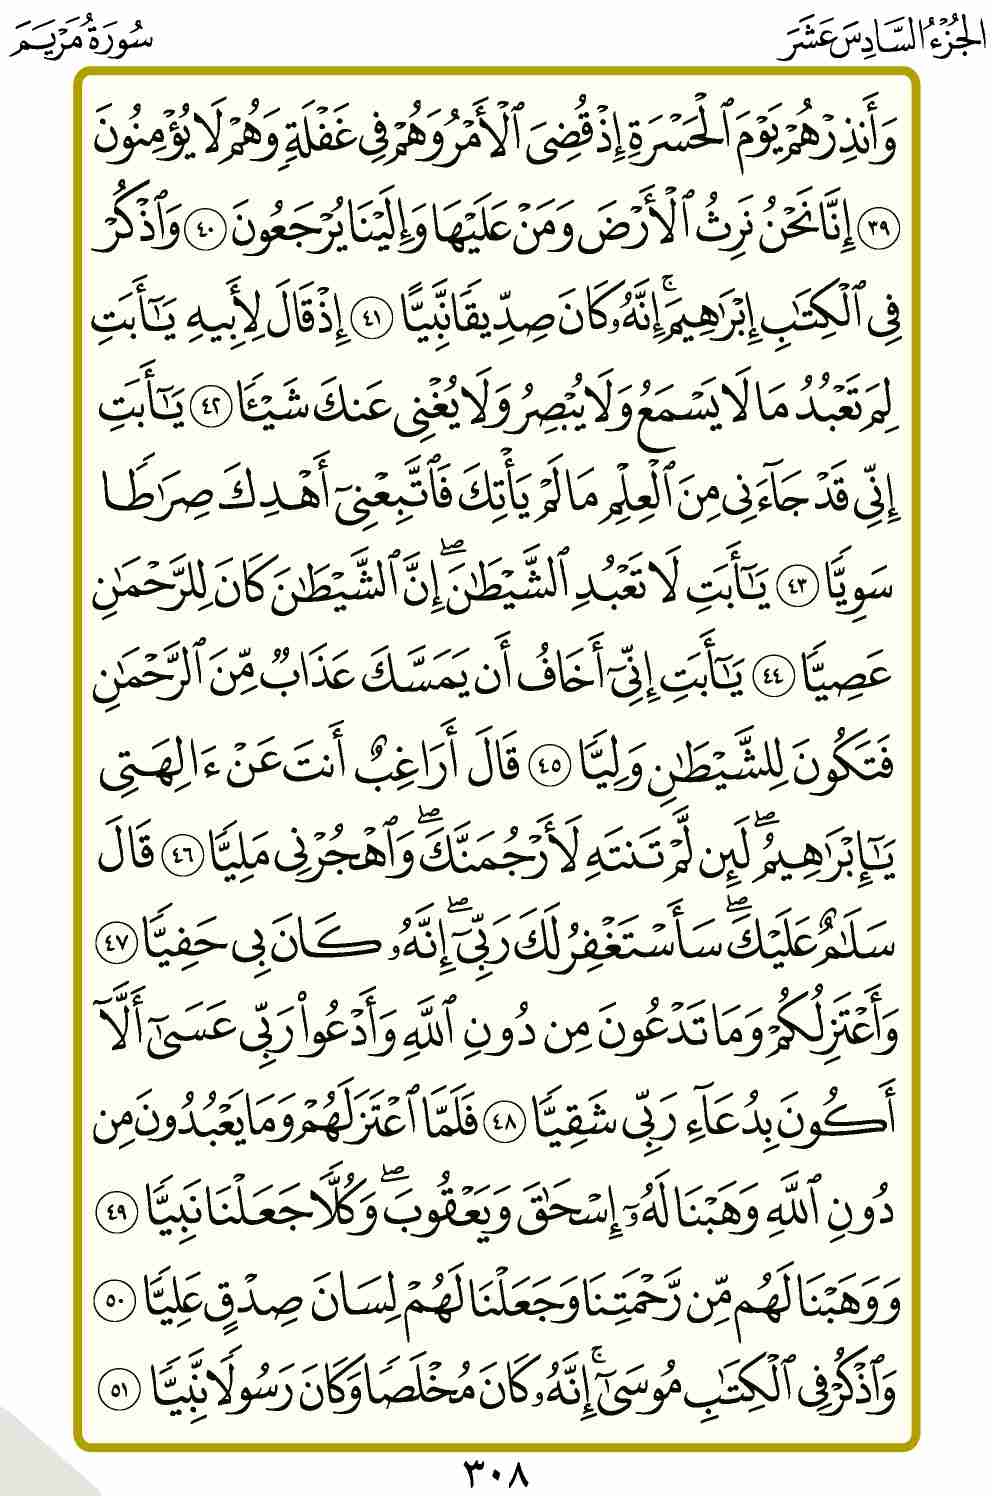 الجُزْءُ السَّادِسَ عَشَرَ
سُورَةُ مَرْيَمَ
وَأَنذِرْهُمْ يَوْمَ ٱلْحَسْرَةِ إِذْ قُضِىَ ٱلْأَمْرُ وَهُمْ فِى غَفْلَةٍ وَهُمْ لَا يُؤْمِنُونَ
٣٩ إِنَّا نَحْنُ نَرِثُ ٱلْأَرْضَ وَمَنْ عَلَيْهَا وَإِلَيْنَا يُرْجَعُونَ ٤٠ وَٱذْكُرْ
فِى ٱلْكِتَٰبِ إِبْرَٰهِيمَ ۚ إِنَّهُۥ كَانَ صِدِّيقًا نَّبِيًّا ٤١ إِذْ قَالَ لِأَبِيهِ يَٰٓأَبَتِ
لِمَ تَعْبُدُ مَا لَا يَسْمَعُ وَلَا يُبْصِرُ وَلَا يُغْنِى عَنكَ شَيْـًٔا ٤٢ يَٰٓأَبَتِ
إِنِّى قَدْ جَآءَنِى مِنَ ٱلْعِلْمِ مَا لَمْ يَأْتِكَ فَٱتَّبِعْنِىٓ أَهْدِكَ صِرَٰطًا
سَوِيًّا ٤٣ يَٰٓأَبَتِ لَا تَعْبُدِ ٱلشَّيْطَٰنَ ۖ إِنَّ ٱلشَّيْطَٰنَ كَانَ لِلرَّحْمَٰنِ
عَصِيًّا ٤٤ يَٰٓأَبَتِ إِنِّىٓ أَخَافُ أَن يَمَسَّكَ عَذَابٌ مِّنَ ٱلرَّحْمَٰنِ
فَتَكُونَ لِلشَّيْطَٰنِ وَلِيًّا ٤٥ قَالَ أَرَاغِبٌ أَنتَ عَنْ ءَالِهَتِى
يَٰٓإِبْرَٰهِيمُ ۖ لَئِن لَّمْ تَنتَهِ لَأَرْجُمَنَّكَ ۖ وَٱهْجُرْنِى مَلِيًّا ٤٦ قَالَ
سَلَٰمٌ عَلَيْكَ ۖ سَأَسْتَغْفِرُ لَكَ رَبِّىٓ ۖ إِنَّهُۥ كَانَ بِى حَفِيًّا ٤٧
وَأَعْتَزِلُكُمْ وَمَا تَدْعُونَ مِن دُونِ ٱللَّهِ وَأَدْعُوا۟ رَبِّى عَسَىٰٓ أَلَّآ
أَكُونَ بِدُعَآءِ رَبِّى شَقِيًّا ٤٨ فَلَمَّا ٱعْتَزَلَهُمْ وَمَا يَعْبُدُونَ مِن
دُونِ ٱللَّهِ وَهَبْنَا لَهُۥٓ إِسْحَٰقَ وَيَعْقُوبَ ۖ وَكُلًّا جَعَلْنَا نَبِيًّا ٤٩
وَوَهَبْنَا لَهُم مِّن رَّحْمَتِنَا وَجَعَلْنَا لَهُمْ لِسَانَ صِدْقٍ عَلِيًّا ٥٠
وَٱذْكُرْ فِى ٱلْكِتَٰبِ مُوسَىٰٓ ۚ إِنَّهُۥ كَانَ مُخْلَصًا وَكَانَ رَسُولًا نَّبِيًّا ٥١
٣٠٨